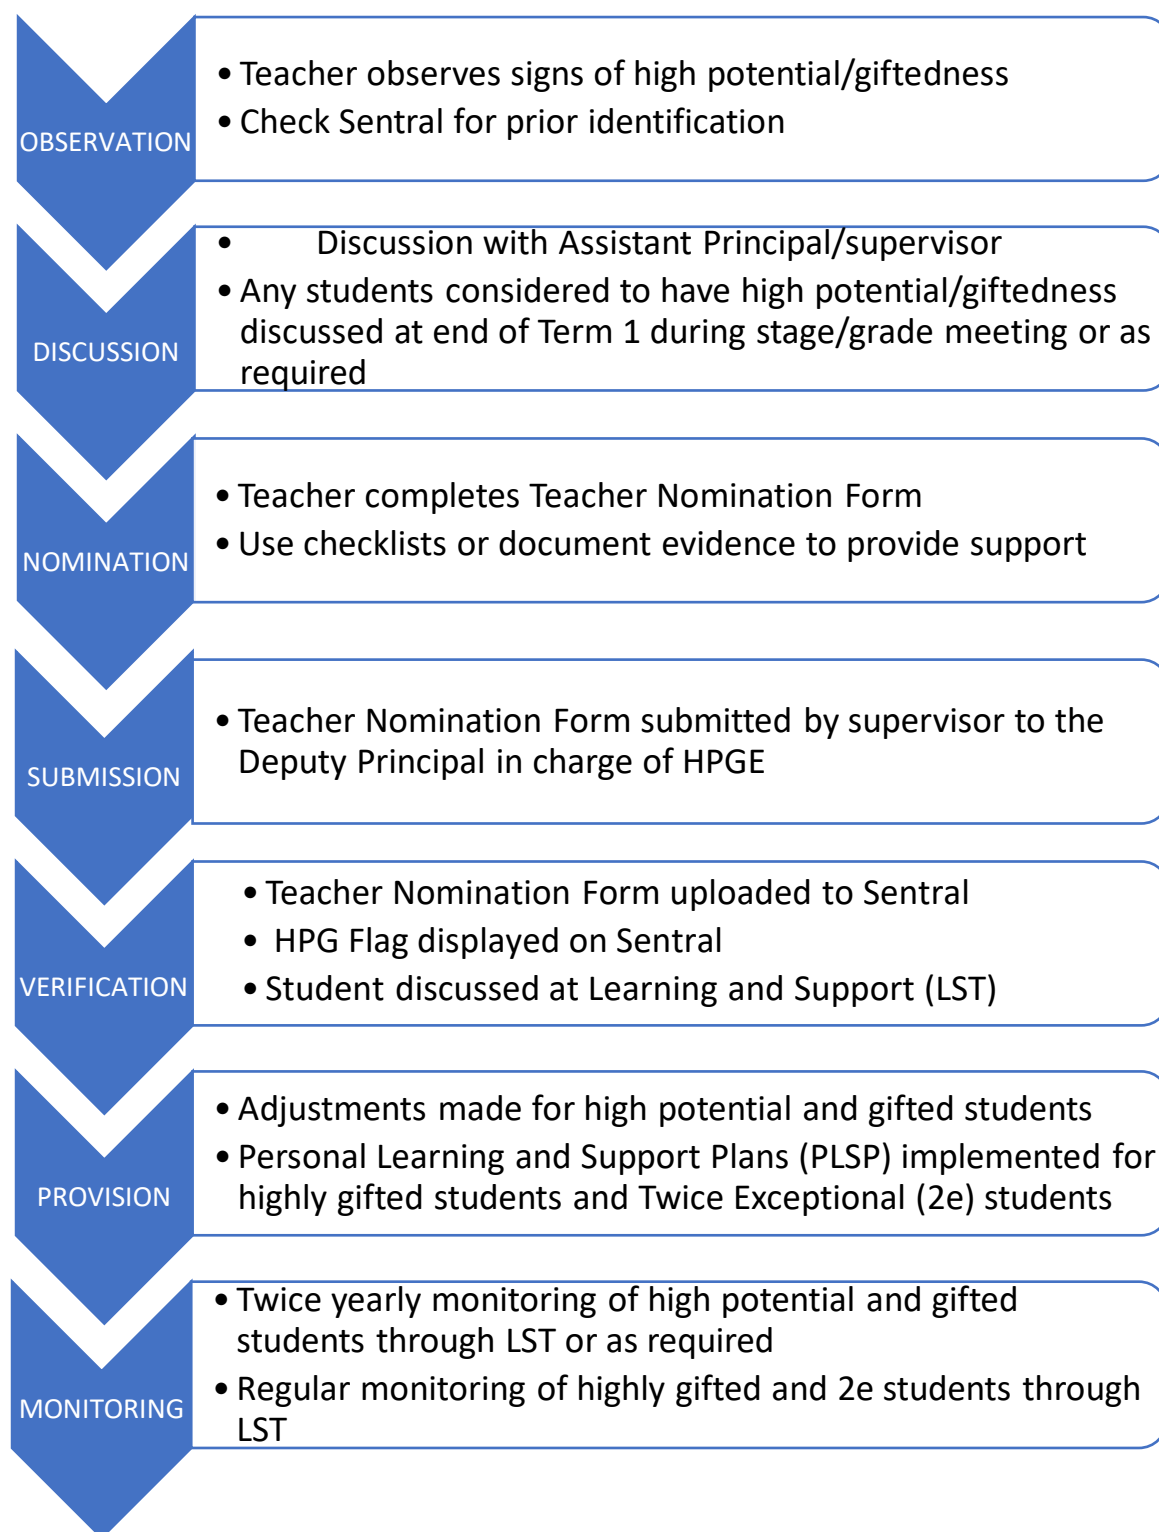 OBSERVATION
• Teacher observes signs of high potential/giftedness
• Check Sentral for prior identification
DISCUSSION
• Discussion with Assistant Principal/supervisor
• Any students considered to have high potential/giftedness
discussed at end of Term 1 during stage/grade meeting or as
required
NOMINATION
• Teacher completes Teacher Nomination Form
• Use checklists or document evidence to provide support
SUBMISSION
• Teacher Nomination Form submitted by supervisor to the
Deputy Principal in charge of HPGE
VERIFICATION
• Teacher Nomination Form uploaded to Sentral
• HPG Flag displayed on Sentral
• Student discussed at Learning and Support (LST)
PROVISION
• Adjustments made for high potential and gifted students
• Personal Learning and Support Plans (PLSP) implemented for
highly gifted students and Twice Exceptional (2e) students
MONITORING
• Twice yearly monitoring of high potential and gifted
students through LST or as required
• Regular monitoring of highly gifted and 2e students through
LST